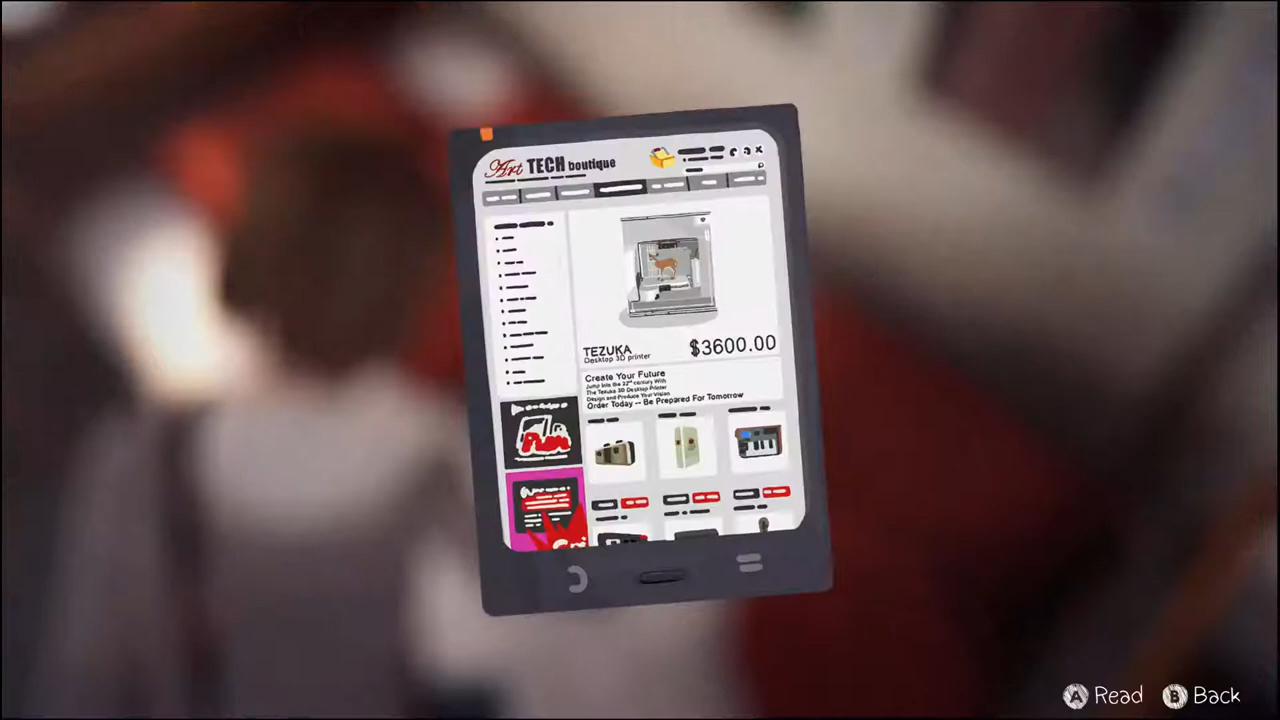 Art TECH boutique
TEZUKA
Desktop 3D printer
$3600.00
Create Your Future
Jump into the 22nd century With
The Tezuka 3D Desktop Printer
Design and Produce Your Vision
Order Today -- Be Prepared For Tomorrow
A Read B Back